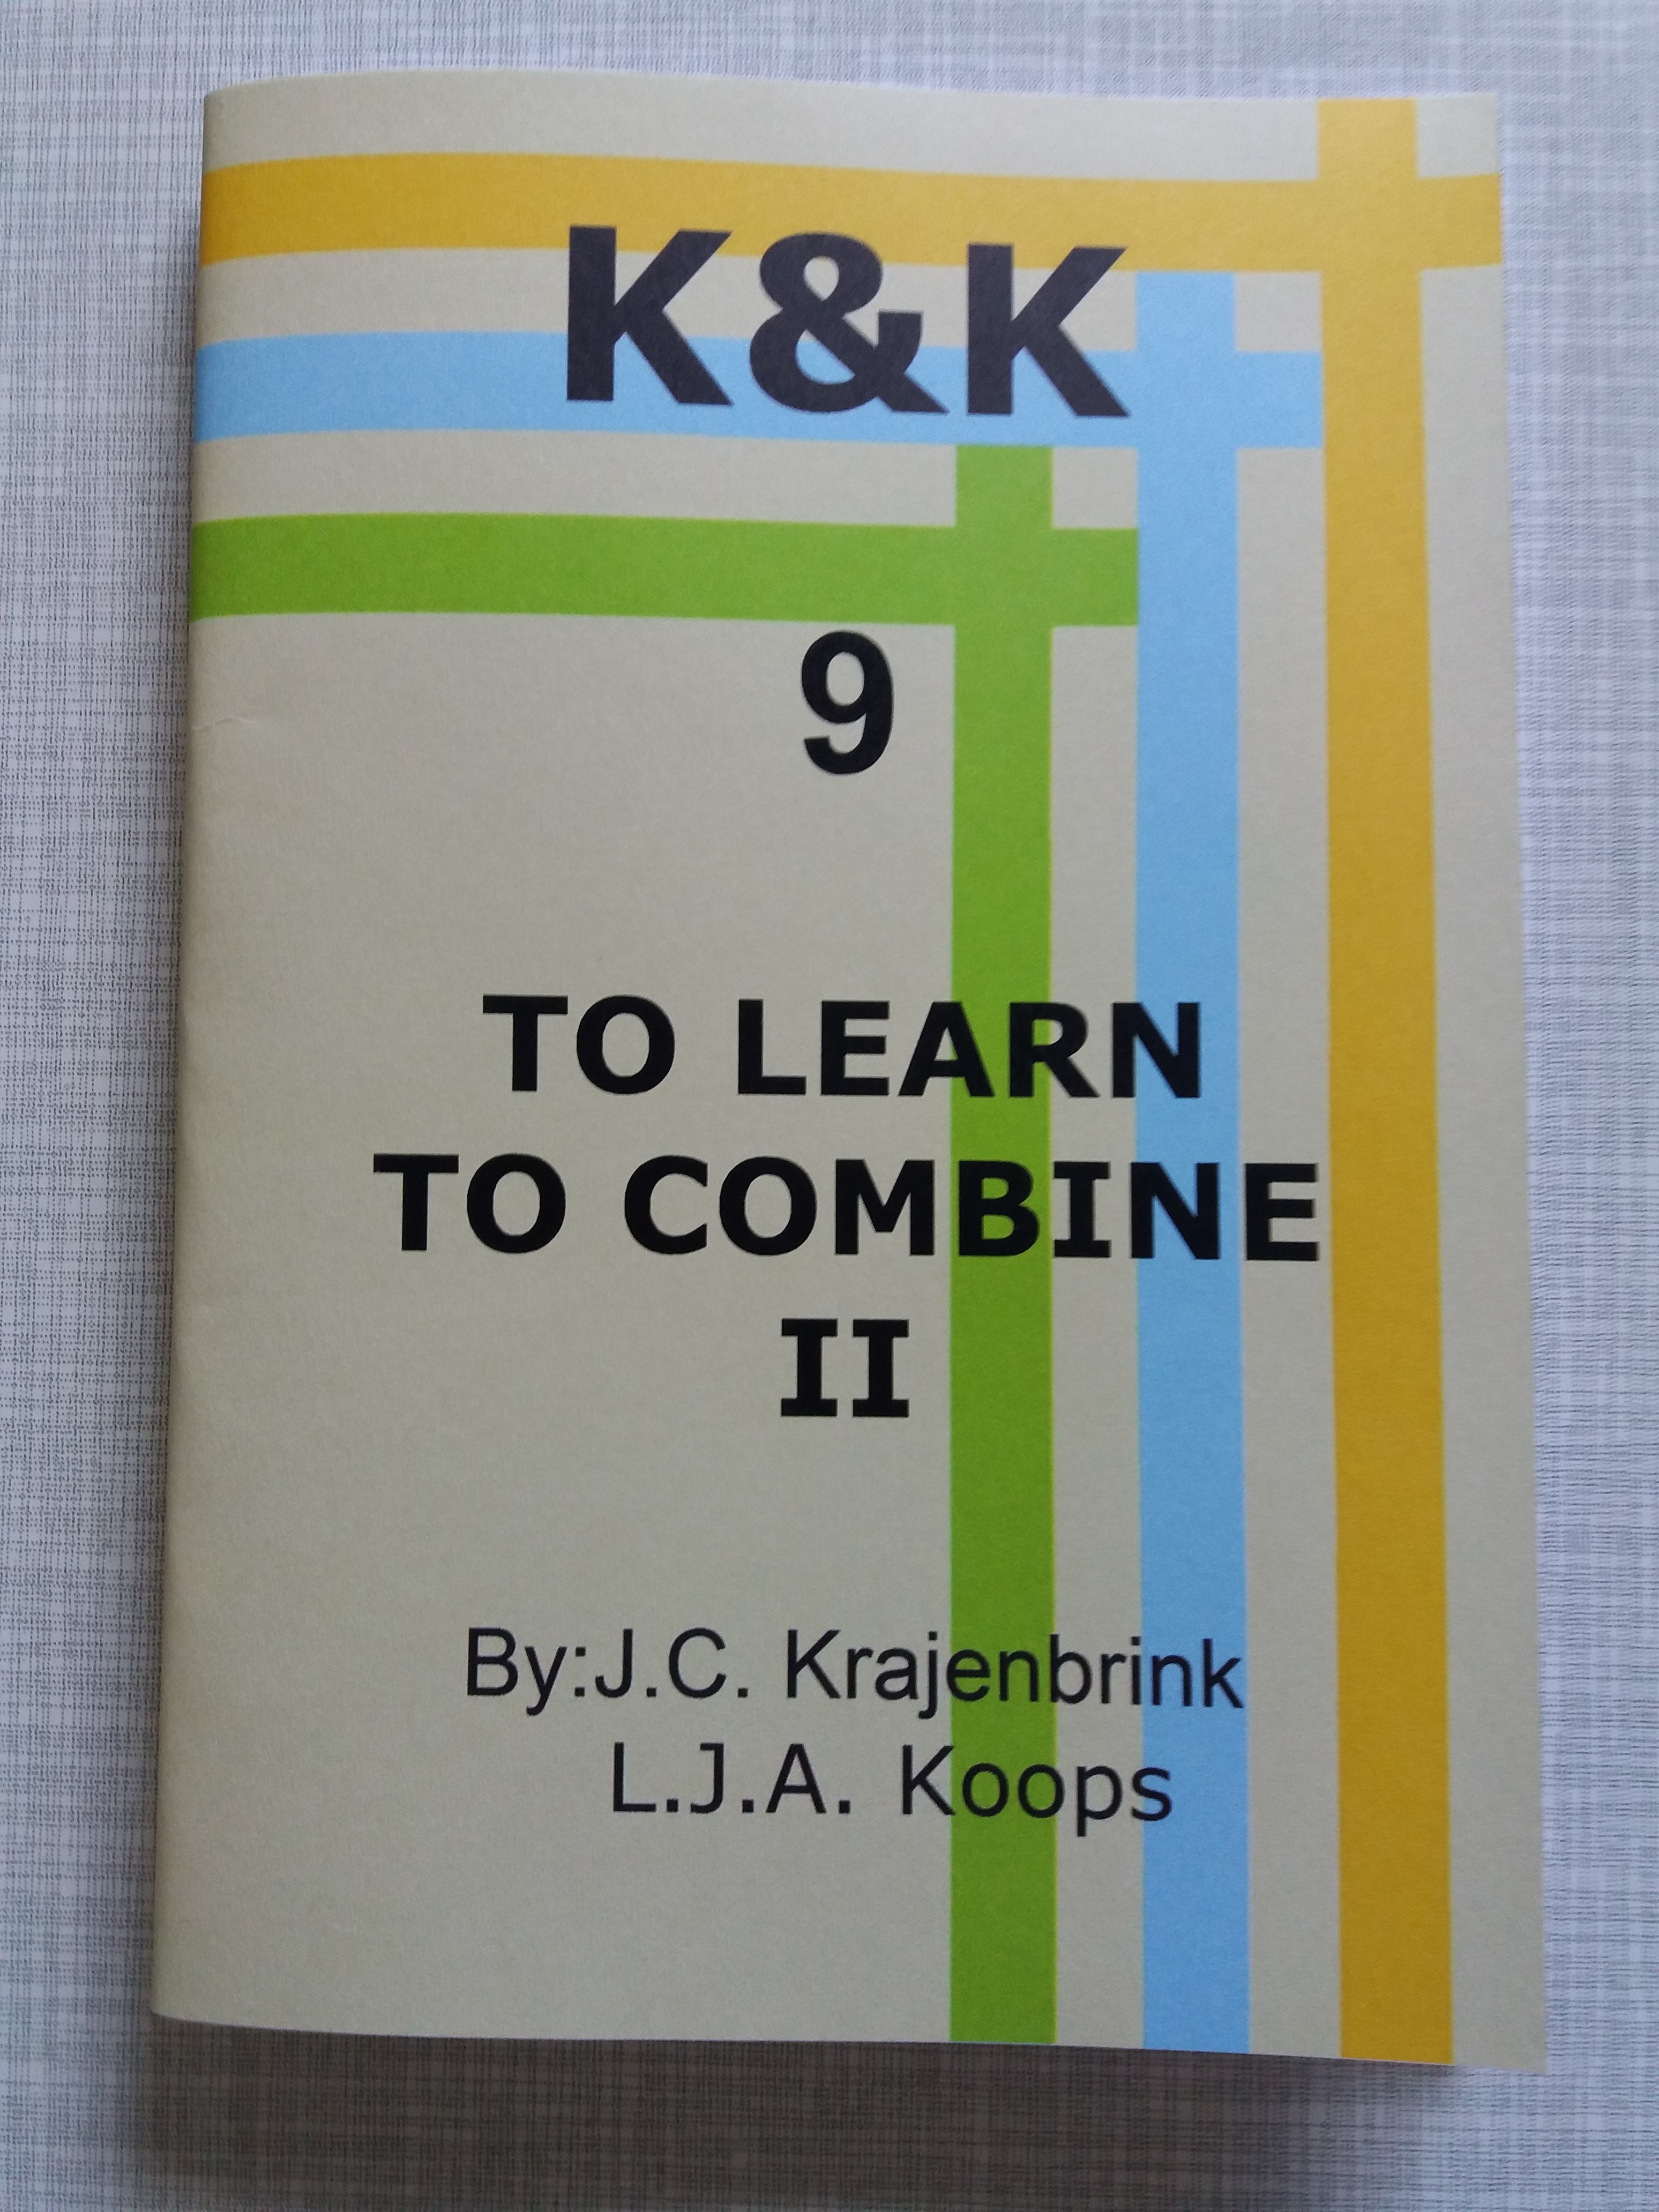 K&K
9
TO LEARN
TO COMBINE
II
By:J.C. Krajenbrink
L.J.A. Koops